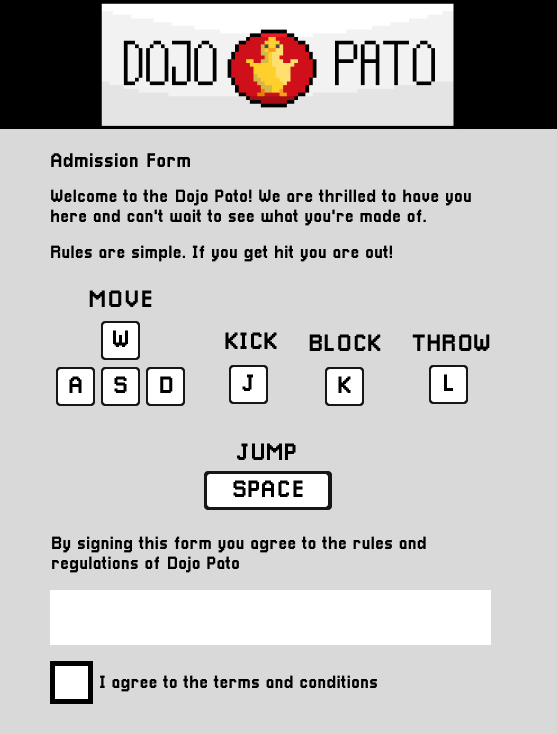 DOJO PATO
Admission Form
Welcome to the Dojo Pato! We are thrilled to have you
here and can't wait to see what you're made of.
Rules are simple. If you get hit you are out!
MOVE
W
A S D
KICK
J
BLOCK
K
THROW
L
JUMP
SPACE
By signing this form you agree to the rules and
regulations of Dojo Pato
I agree to the terms and conditions